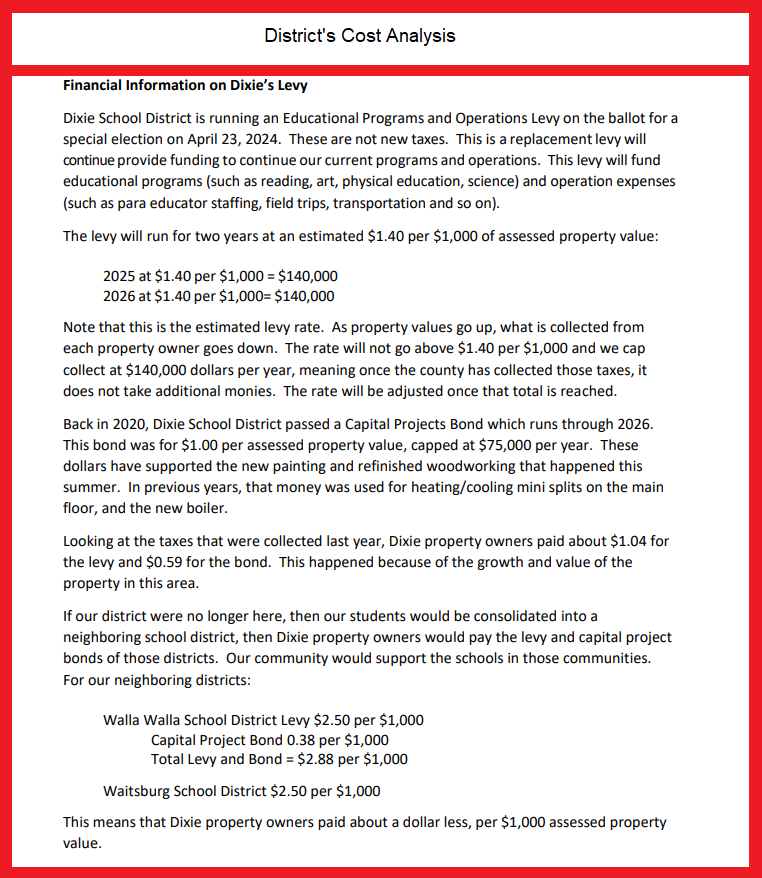 District's Cost Analysis
Financial Information on Dixie's Levy
Dixie School District is running an Educational Programs and Operations Levy on the ballot for a
special election on April 23, 2024.  These are not new taxes.  This is a replacement levy will
continue provide funding to continue our current programs and operations.  This levy will fund
educational programs (such as reading, art, physical education, science) and operation expenses
(such as para educator staffing, field trips, transportation and so on).
The levy will run for two years at an estimated $1.40 per $1,000 of assessed property value:
2025 at $1.40 per $1,000 = $140,000
2026 at $1.40 per $1,000= $140,000
Note that this is the estimated levy rate.  As property values go up, what is collected from
each property owner goes down.  The rate will not go above $1.40 per $1,000 and we cap
collect at $140,000 dollars per year, meaning once the county has collected those taxes, it
does not take additional monies.  The rate will be adjusted once that total is reached.
Back in 2020, Dixie School District passed a Capital Projects Bond which runs through 2026.
This bond was for $1.00 per assessed property value, capped at $75,000 per year.  These
dollars have supported the new painting and refinished woodworking that happened this
summer.  In previous years, that money was used for heating/cooling mini splits on the main
floor, and the new boiler.
Looking at the taxes that were collected last year, Dixie property owners paid about $1.04 for
the levy and $0.59 for the bond.  This happened because of the growth and value of the
property in this area.
If our district were no longer here, then our students would be consolidated into a
neighboring school district, then Dixie property owners would pay the levy and capital project
bonds of those districts.  Our community would support the schools in those communities.
For our neighboring districts:
Walla Walla School District Levy $2.50 per $1,000
Capital Project Bond 0.38 per $1,000
Total Levy and Bond = $2.88 per $1,000
Waitsburg School District $2.50 per $1,000
This means that Dixie property owners paid about a dollar less, per $1,000 assessed property
value.